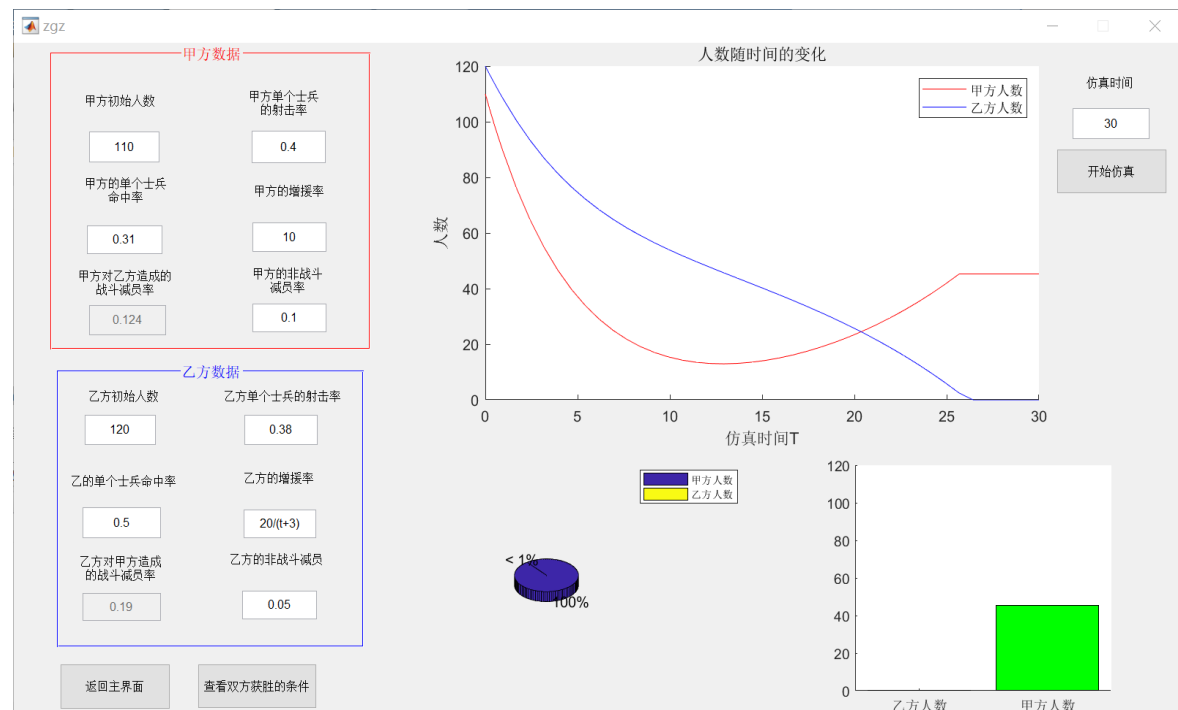 zgz
甲方数据
甲方初始人数
甲方单个士兵
的射击率
110
0.4
甲方的单个士兵
命中率
甲方的增援率
0.31
10
甲方对乙方造成的
战斗减员率
甲方的非战斗
减员率
0.124
0.1
乙方数据
乙方初始人数
乙方单个士兵的射击率
120
0.38
乙的单个士兵命中率
乙方的增援率
0.5
20/(t+3)
乙方对甲方造成
的战斗减员率
乙方的非战斗减员
0.19
0.05
返回主界面
查看双方获胜的条件
人数随时间的变化
甲方人数
乙方人数
人数
120
100
80
60
40
20
0
0 5 10 15 20 25 30
仿真时间T
仿真时间
30
开始仿真
甲方人数
乙方人数
< 1%
100%
120
100
80
60
40
20
0
乙方人数 甲方人数